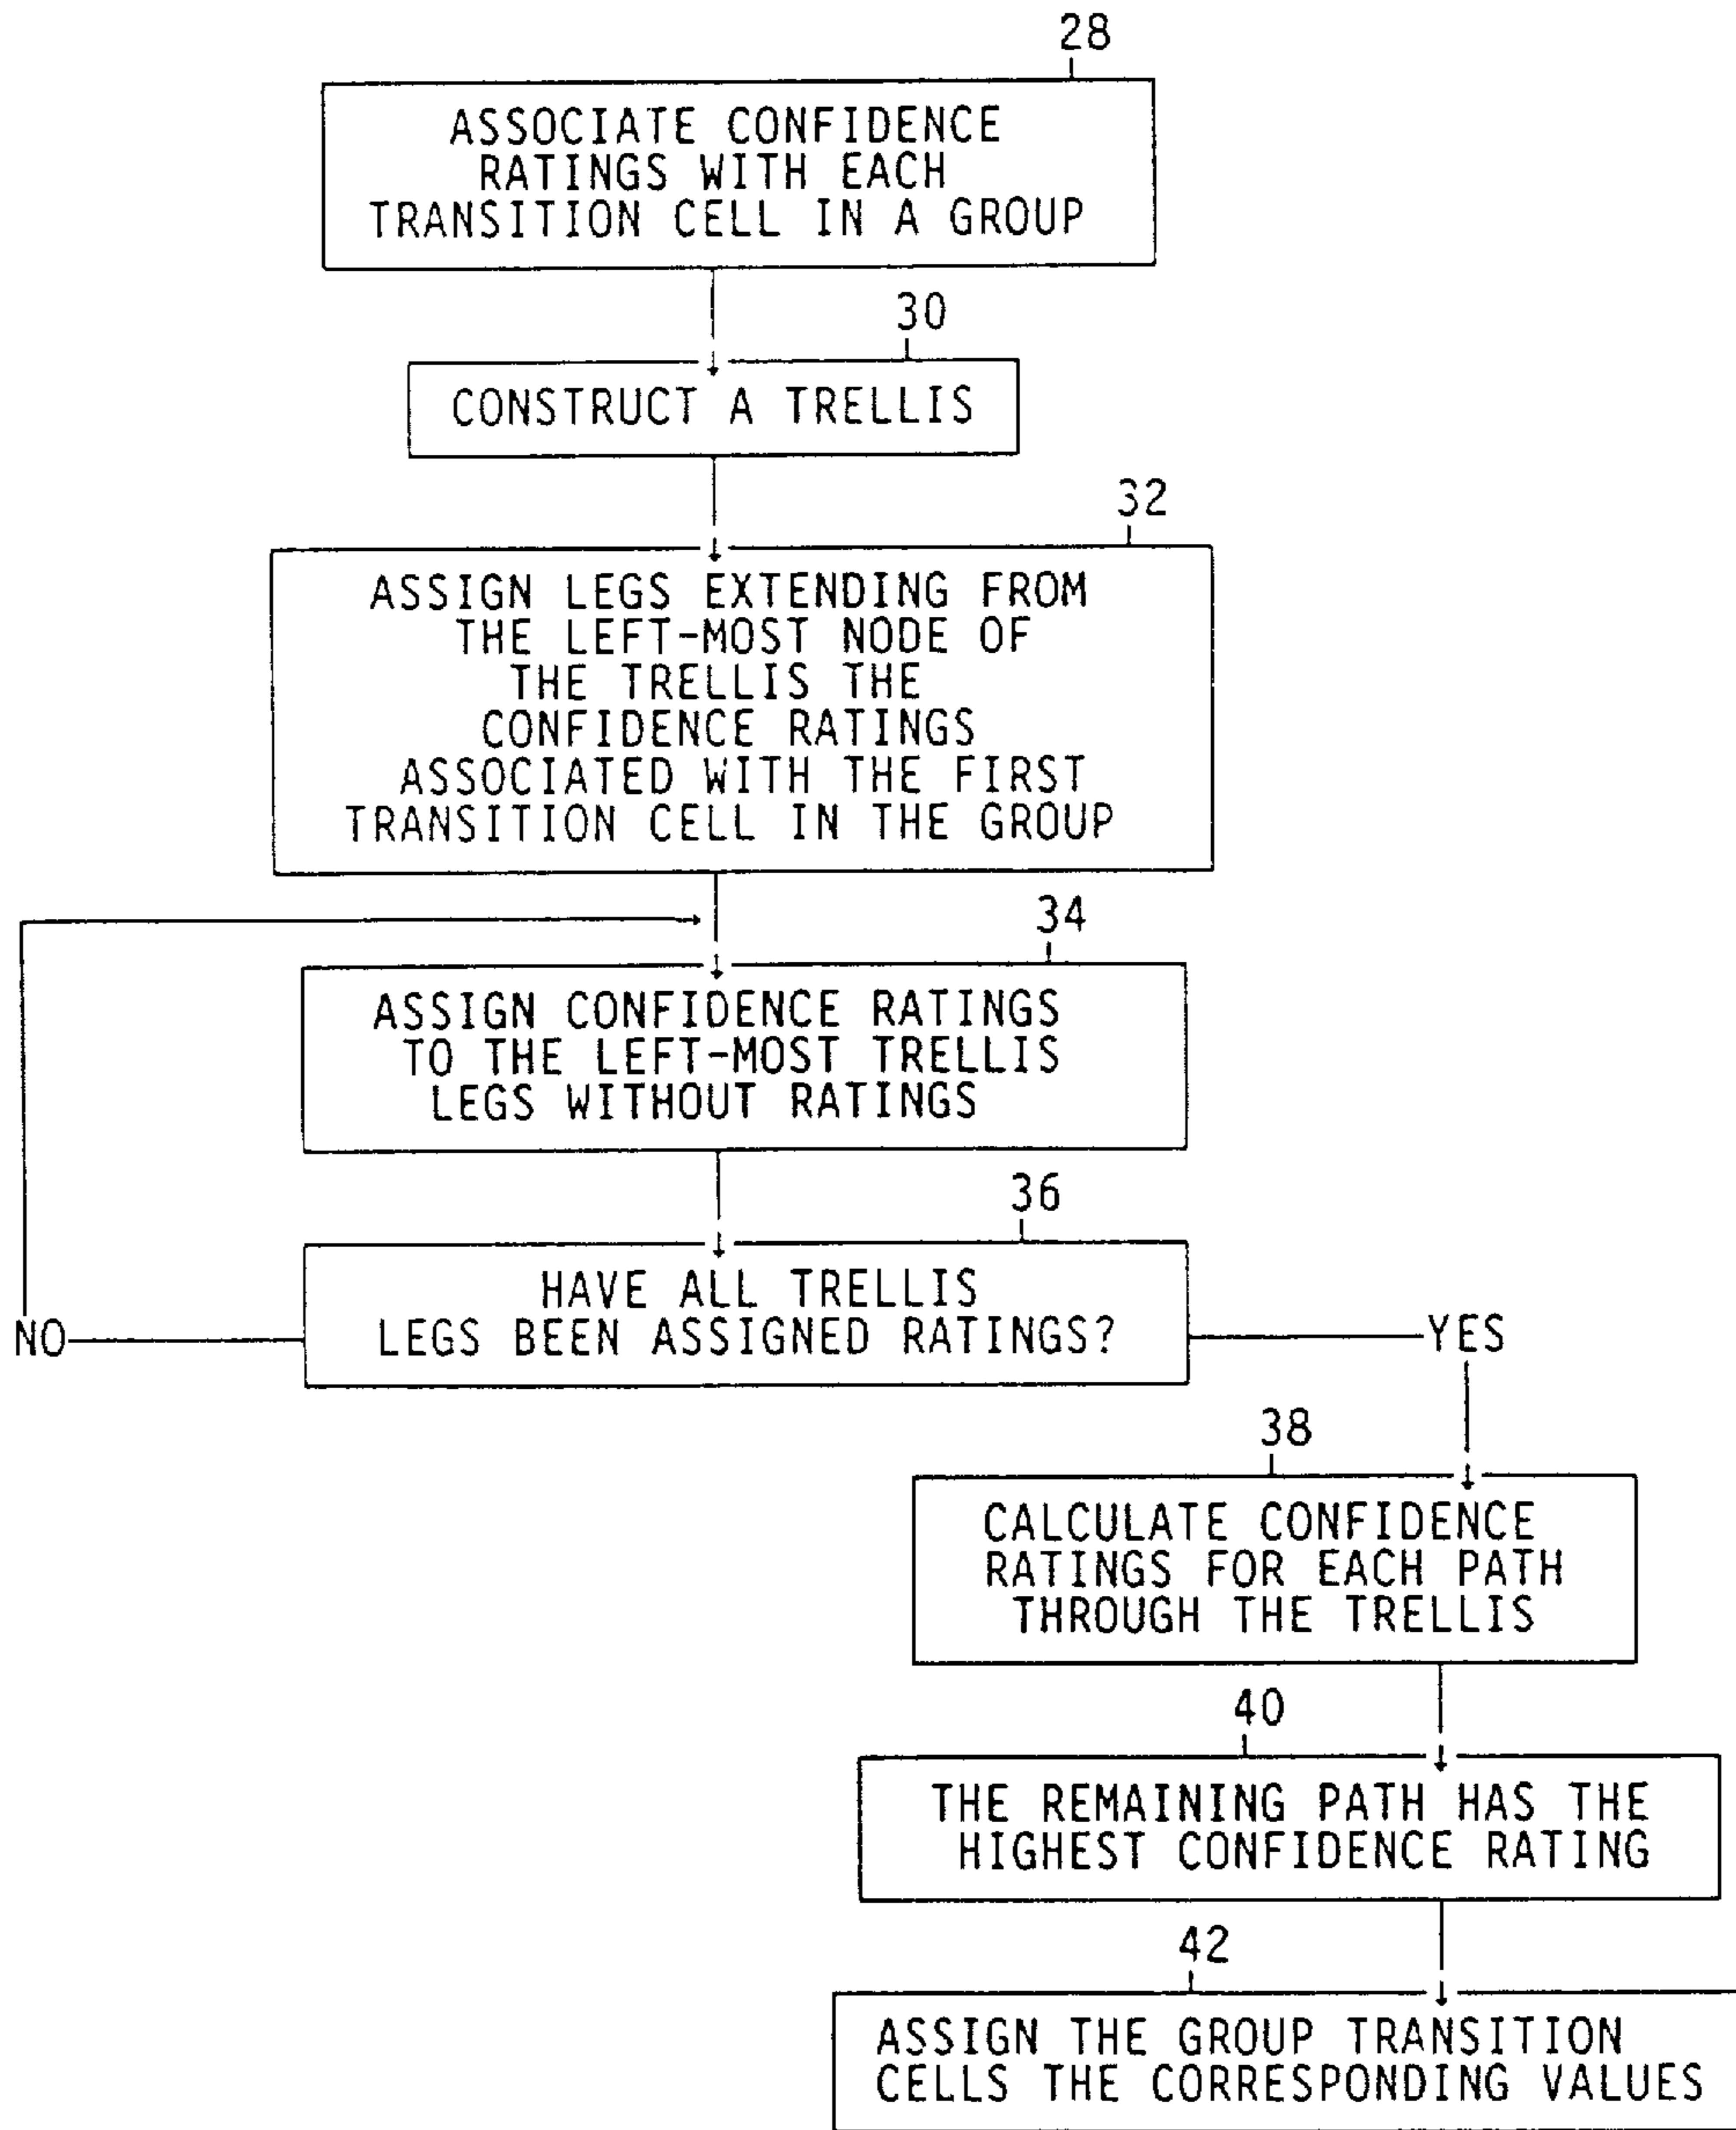 28
ASSOCIATE CONFIDENCE
RATINGS WITH EACH
TRANSITION CELL IN A GROUP
30
CONSTRUCT A TRELLIS
32
ASSIGN LEGS EXTENDING FROM
THE LEFT-MOST NODE OF
THE TRELLIS THE
CONFIDENCE RATINGS
ASSOCIATED WITH THE FIRST
TRANSITION CELL IN THE GROUP
34
ASSIGN CONFIDENCE RATINGS
TO THE LEFT-MOST TRELLIS
LEGS WITHOUT RATINGS
36
HAVE ALL TRELLIS
LEGS BEEN ASSIGNED RATINGS?
NO
YES
38
CALCULATE CONFIDENCE
RATINGS FOR EACH PATH
THROUGH THE TRELLIS
40
THE REMAINING PATH HAS THE
HIGHEST CONFIDENCE RATING
42
ASSIGN THE GROUP TRANSITION
CELLS THE CORRESPONDING VALUES